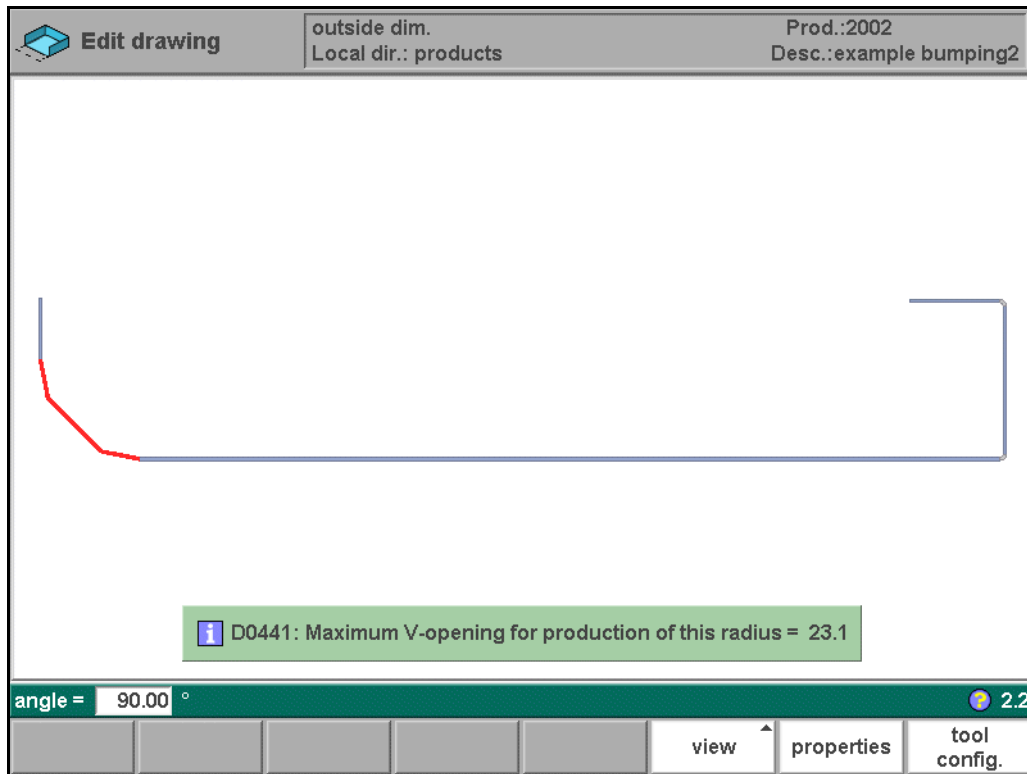 Edit drawing
outside dim.
Local dir.: products
Prod.:2002
Desc.:example bumping2
i D0441: Maximum V-opening for production of this radius = 23.1
angle = 90.00 °
? 2.2
view
properties
tool
config.